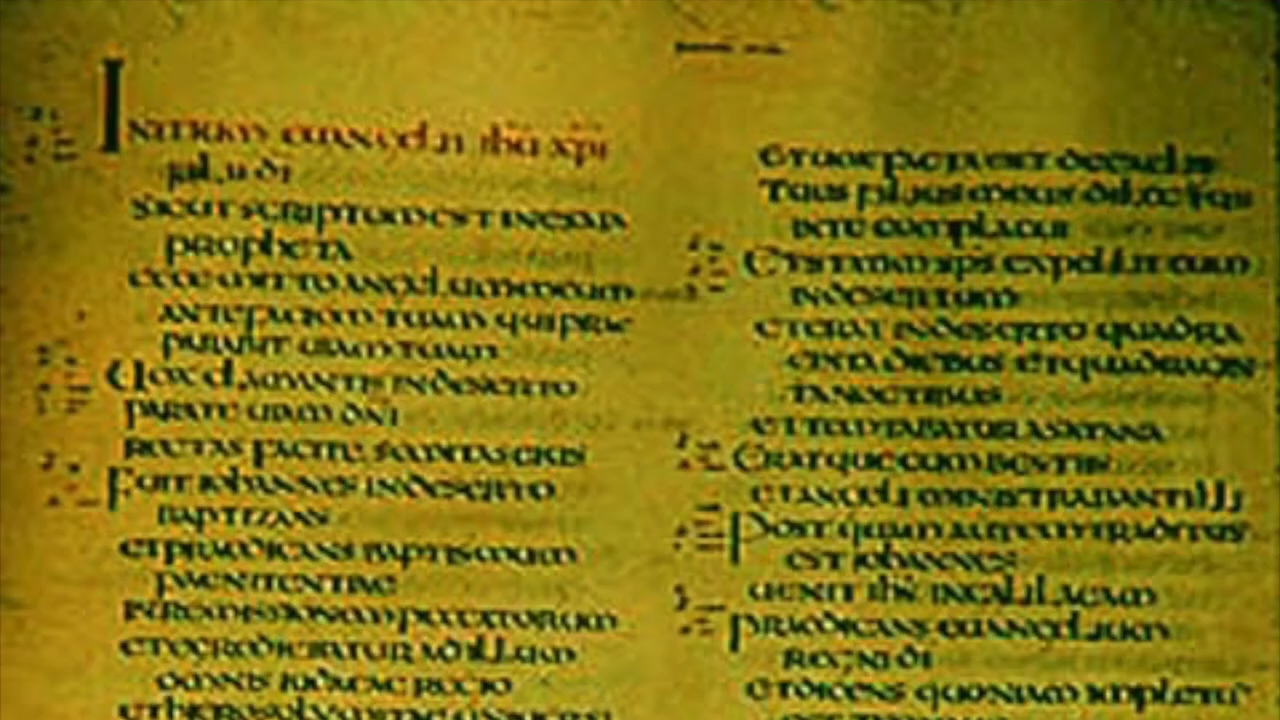 INITIUM EUANGELII IHU XPI
FILII DI
SICUT SCRIPTUM EST IN ESAIA
PROPHETA
ECCE MITTO ANGELUM MEUM
ANTE FACIEM TUAM QUI PRAE
PARAUIT UIAM TUAM
UOX CLAMANTIS IN DESERTO
PARATE UIAM DNI
RECTAS FACITE SEMITAS EIUS
FUIT IOHANNES IN DESERTO
BAPTIZANS
ET PRAEDICANS BAPTISMUM
PAENITENTIAE
IN REMISSIONEM PECCATORUM
ET EGREDIEBATUR AD ILLUM
OMNIS IUDAEAE REGIO
ET HIEROSOLYMITAE UNIUERSI
ET UOX FACTA EST DE CAELIS
TU ES FILIUS MEUS DILECTUS
IN TE COMPLACUI
ET STATIM SPS EXPELLIT EUM
IN DESERTUM
ET ERAT IN DESERTO QUADRA
GINTA DIEBUS ET QUADRAGIN
TA NOCTIBUS
ET TEMTABATUR A SATANA
ERATQUE CUM BESTIIS
ET ANGELI MINISTRABANT ILLI
POST QUAM AUTEM TRADITUS
EST IOHANNES
UENIT IHS IN GALILAEAM
PRAEDICANS EUANGELIUM
REGNI DI
ET DICENS QUONIAM IMPLETUM